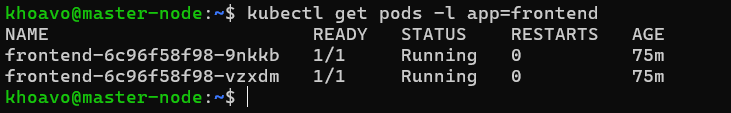 khoavo@master-node:~$ kubectl get pods -l app=frontend
NAME                        READY   STATUS    RESTARTS   AGE
frontend-6c96f58f98-9nkkb   1/1     Running   0          75m
frontend-6c96f58f98-vzxdm   1/1     Running   0          75m
khoavo@master-node:~$